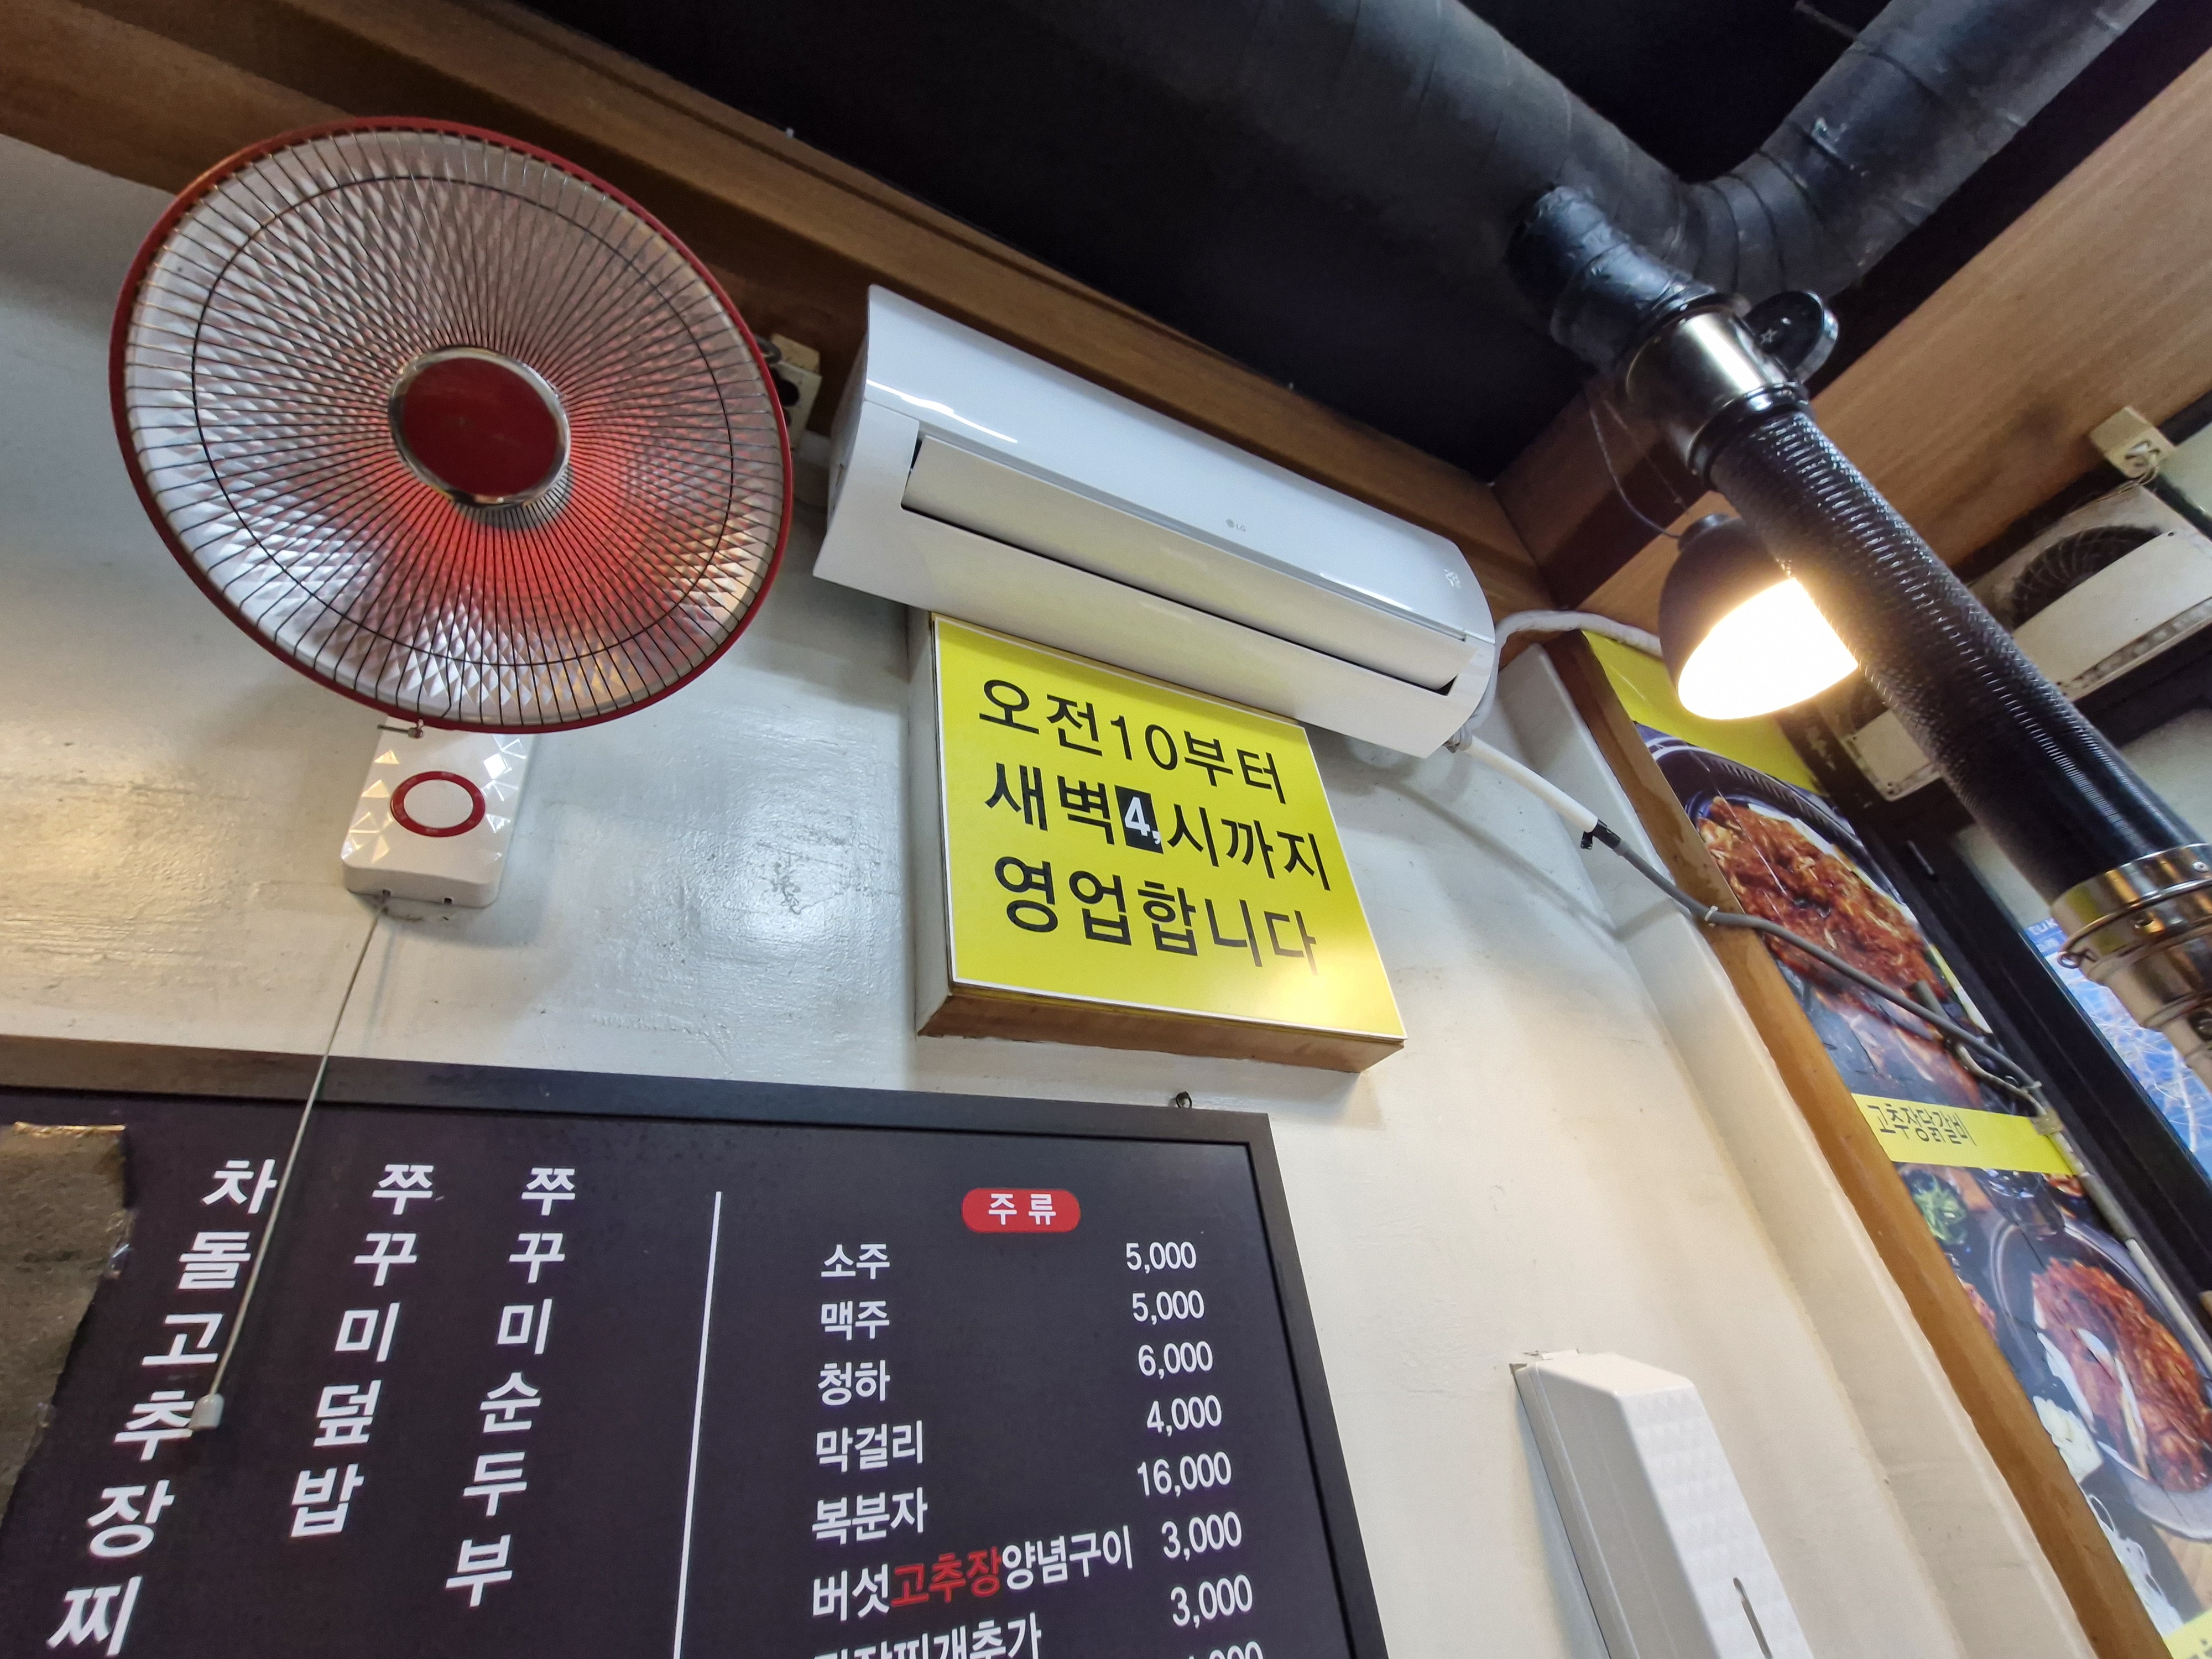 LG
오전10부터
새벽4시까지
영업합니다
고추장닭갈비
차돌고추장찌
쭈꾸미덮밥
쭈꾸미순두부
주류
소주 5,000
맥주 5,000
청하 6,000
막걸리 4,000
복분자 16,000
버섯고추장양념구이 3,000
3,000